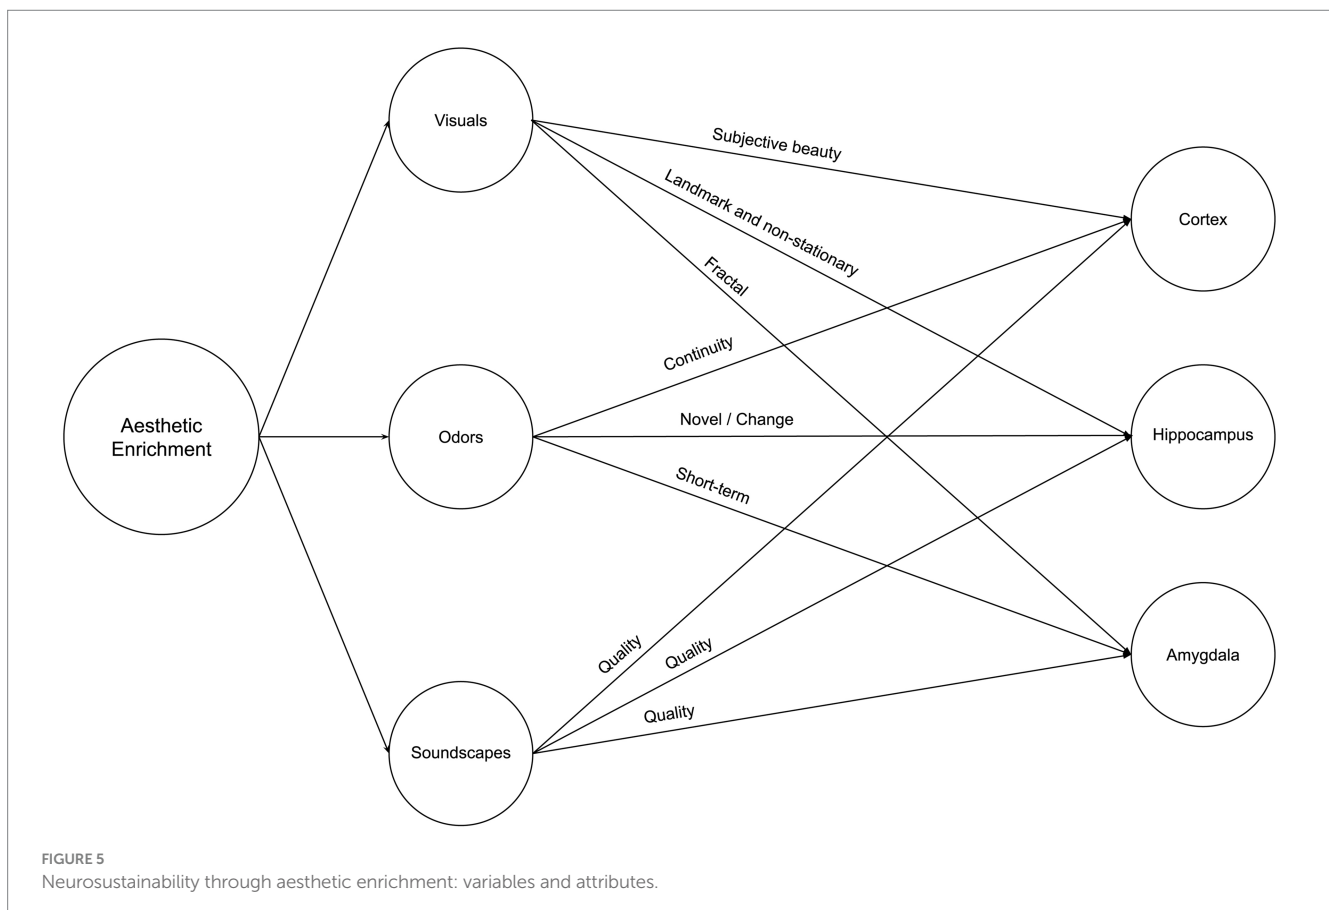 Visuals
Subjective beauty
Landmark and non-stationary
Fractal
Cortex
Aesthetic
Enrichment
Odors
Continuity
Novel / Change
Short-term
Hippocampus
Soundscapes
Quality
Quality
Quality
Amygdala
FIGURE 5
Neurosustainability through aesthetic enrichment: variables and attributes.